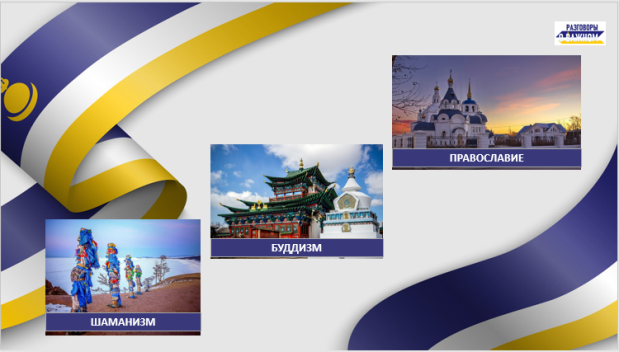 РАЗГОВОРЫ
О ВАЖНОМ
ПРАВОСЛАВИЕ
БУДДИЗМ
ШАМАНИЗМ